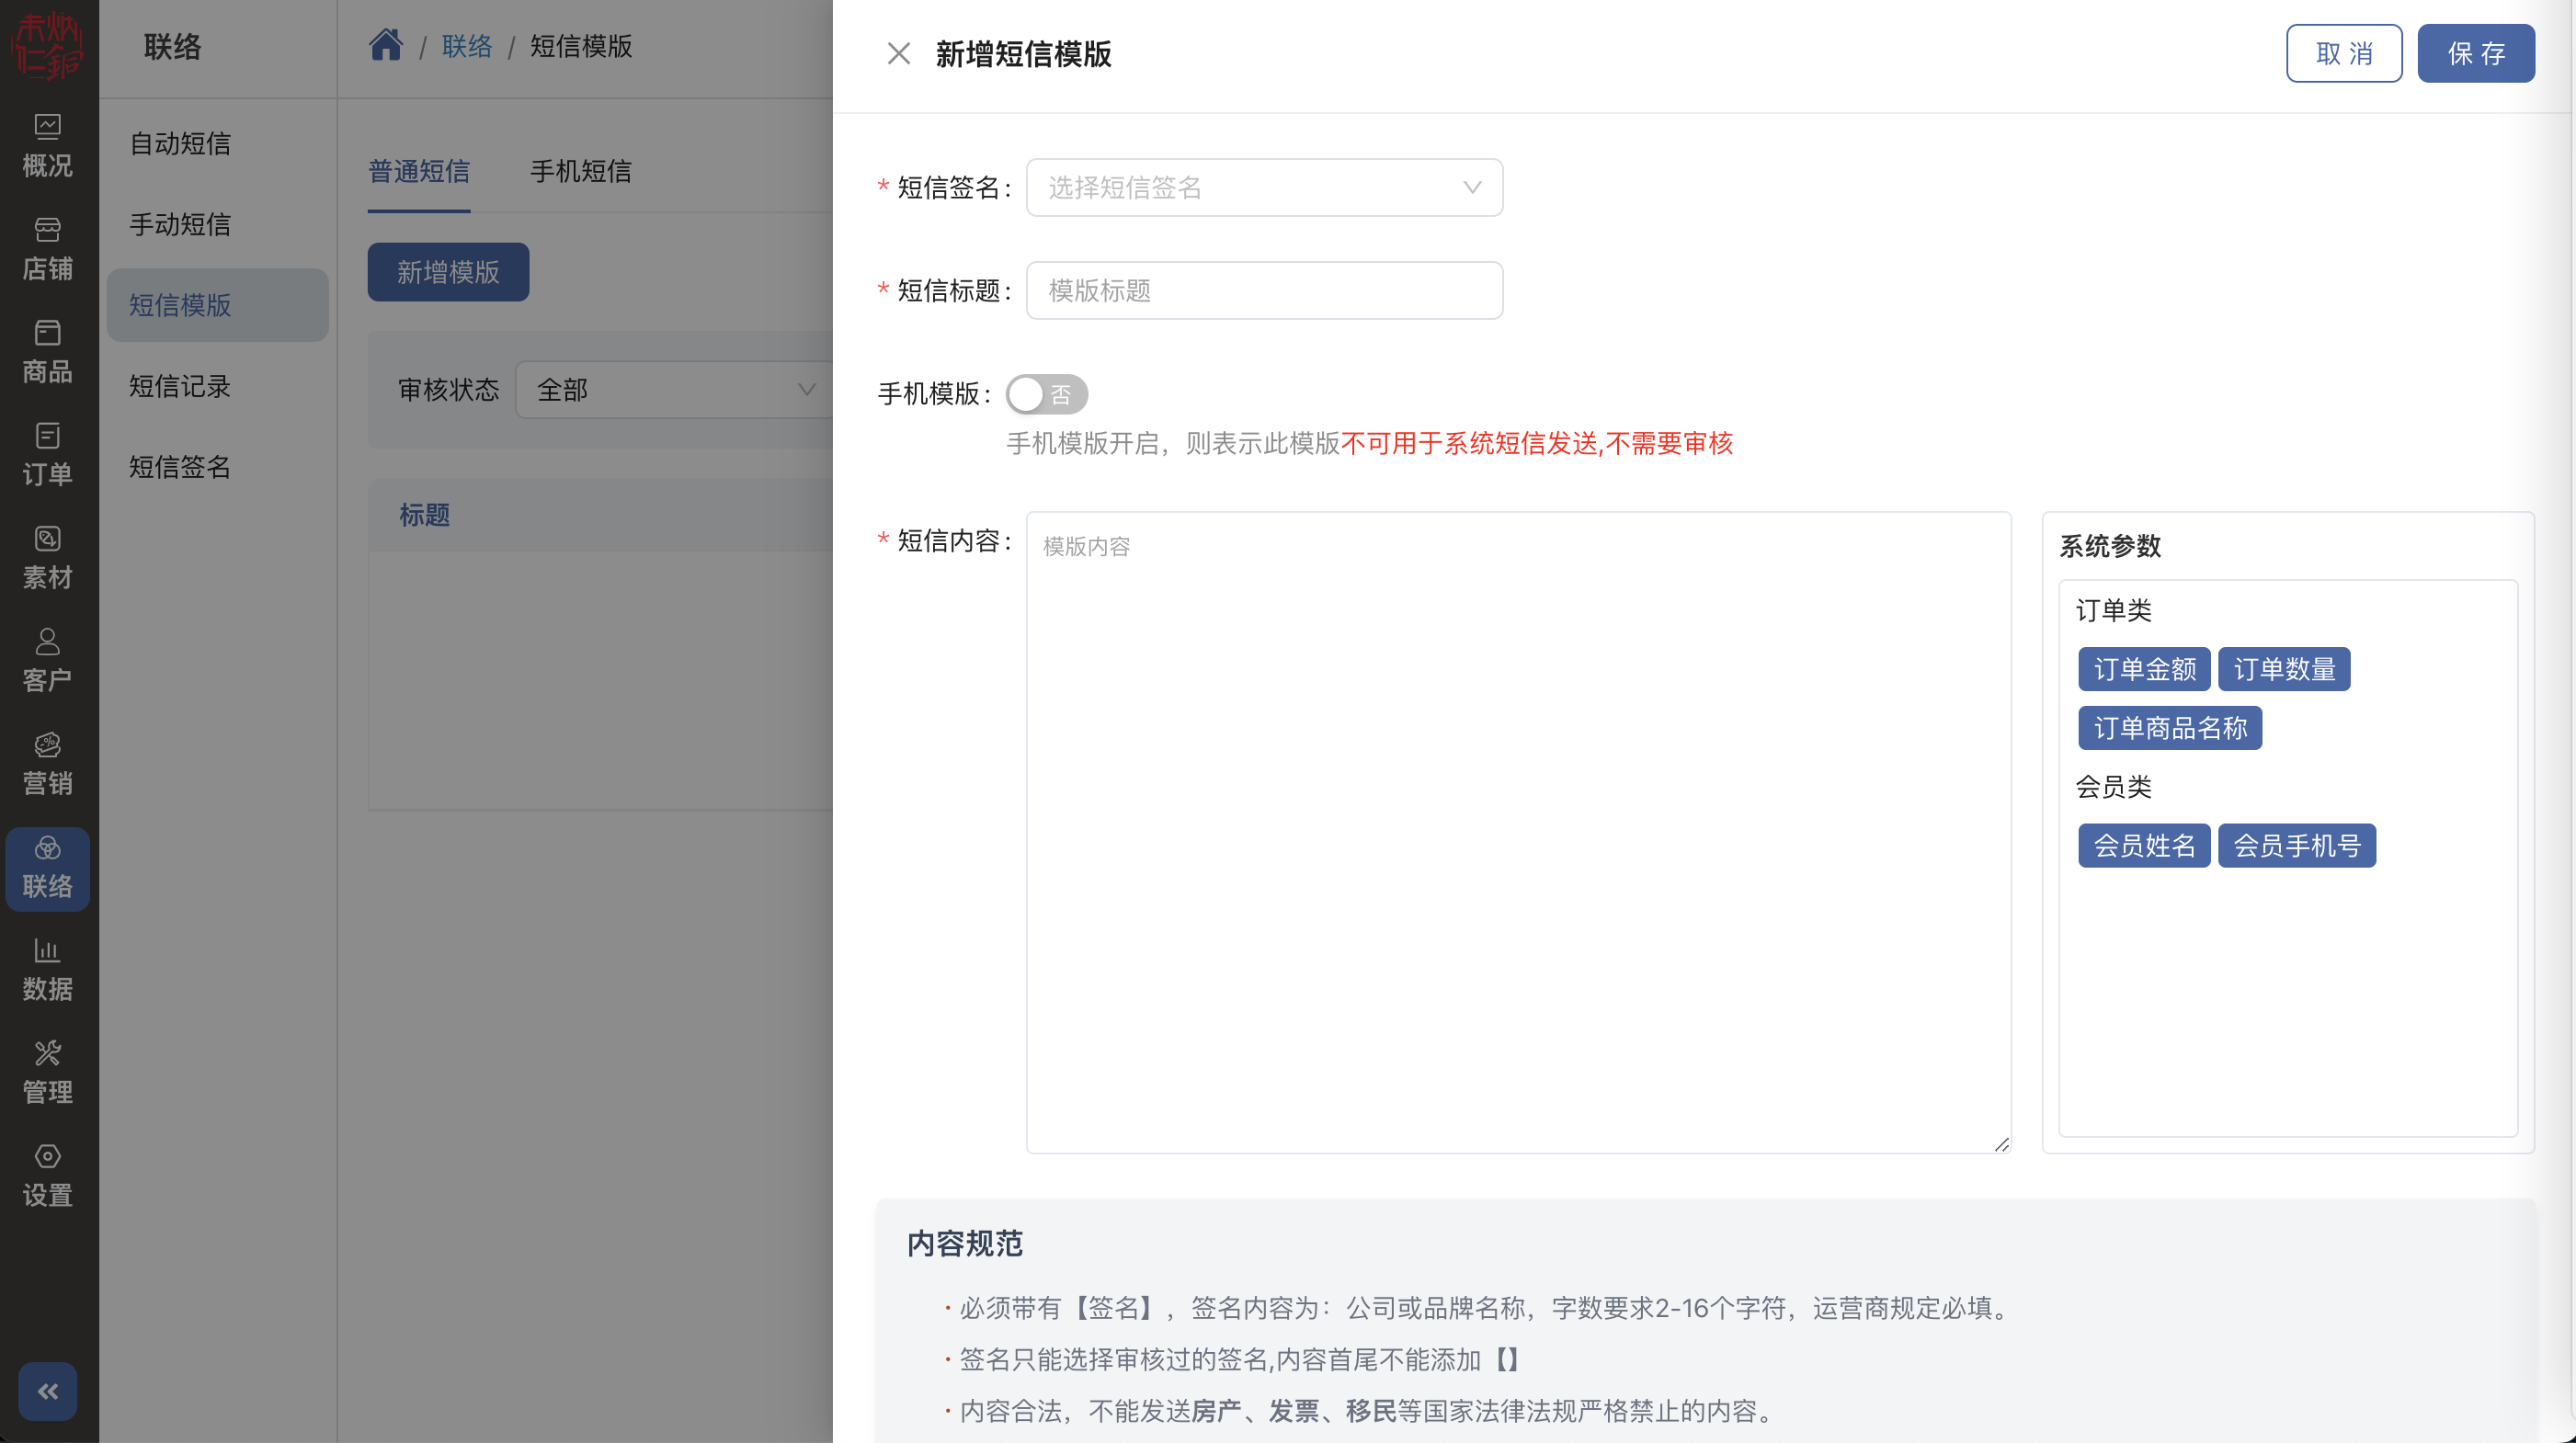 联络
概况
店铺
商品
订单
素材
客户
营销
联络
数据
管理
设置
自动短信
手动短信
短信模版
短信记录
短信签名
/ 联络 / 短信模版
普通短信 手机短信
新增模版
审核状态 全部
标题
新增短信模版
取 消 保 存
* 短信签名: 选择短信签名
* 短信标题: 模版标题
手机模版: 否
手机模版开启，则表示此模版不可用于系统短信发送,不需要审核
* 短信内容: 模版内容
系统参数
订单类
订单金额 订单数量
订单商品名称
会员类
会员姓名 会员手机号
内容规范
· 必须带有【签名】，签名内容为：公司或品牌名称，字数要求2-16个字符，运营商规定必填。
· 签名只能选择审核过的签名,内容首尾不能添加【】
· 内容合法，不能发送房产、发票、移民等国家法律法规严格禁止的内容。